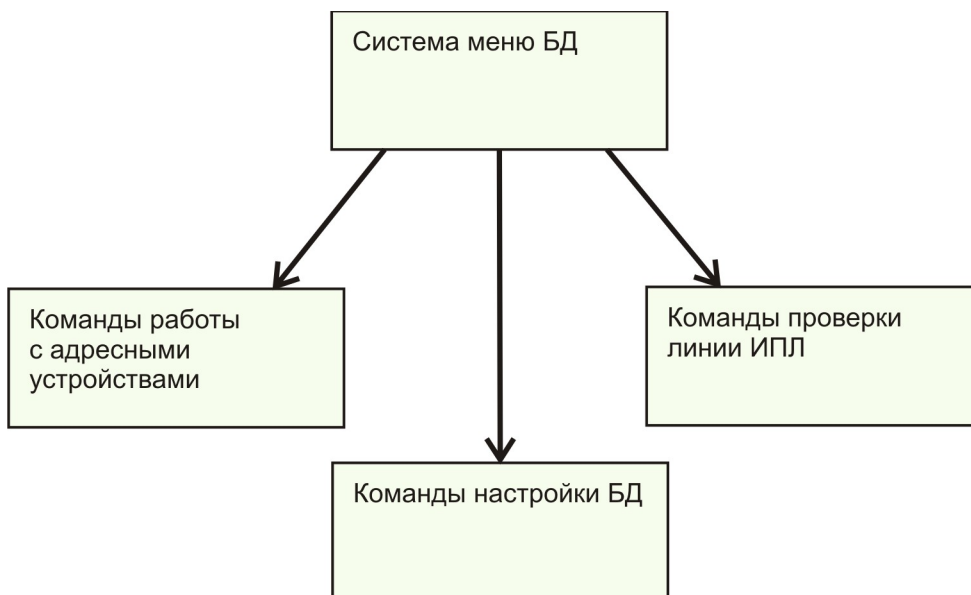 Система меню БД
Команды работы
с адресными
устройствами
Команды проверки
линии ИПЛ
Команды настройки БД